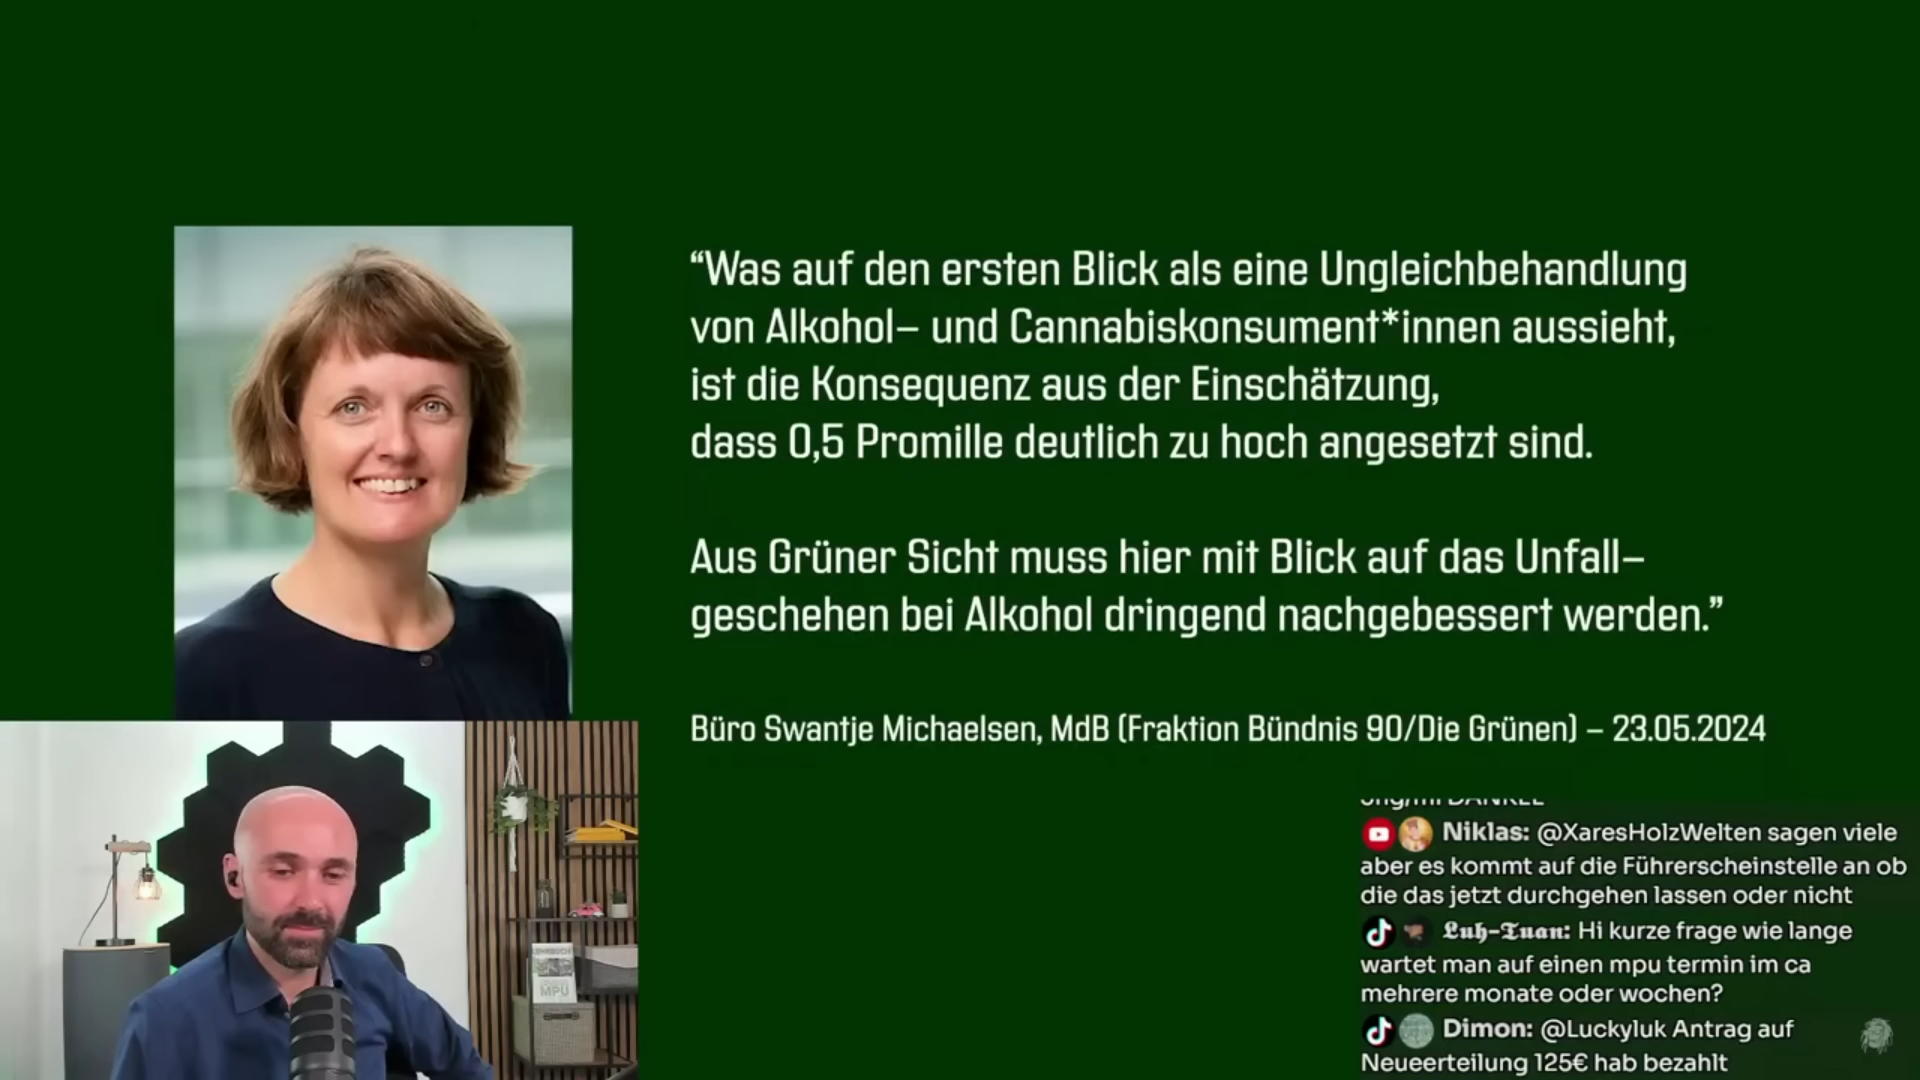 “Was auf den ersten Blick als eine Ungleichbehandlung
von Alkohol– und Cannabiskonsument*innen aussieht,
ist die Konsequenz aus der Einschätzung,
dass 0,5 Promille deutlich zu hoch angesetzt sind.
Aus Grüner Sicht muss hier mit Blick auf das Unfall–
geschehen bei Alkohol dringend nachgebessert werden.”
Büro Swantje Michaelsen, MdB (Fraktion Bündnis 90/Die Grünen) – 23.05.2024
MPU
Niklas: @XaresHolzWelten sagen viele
aber es kommt auf die Führerscheinstelle an ob
die das jetzt durchgehen lassen oder nicht
𝕷𝖚𝖍-𝕿𝖚𝖆𝖓: Hi kurze frage wie lange
wartet man auf einen mpu termin im ca
mehrere monate oder wochen?
Dimon: @Luckyluk Antrag auf
Neueerteilung 125€ hab bezahlt